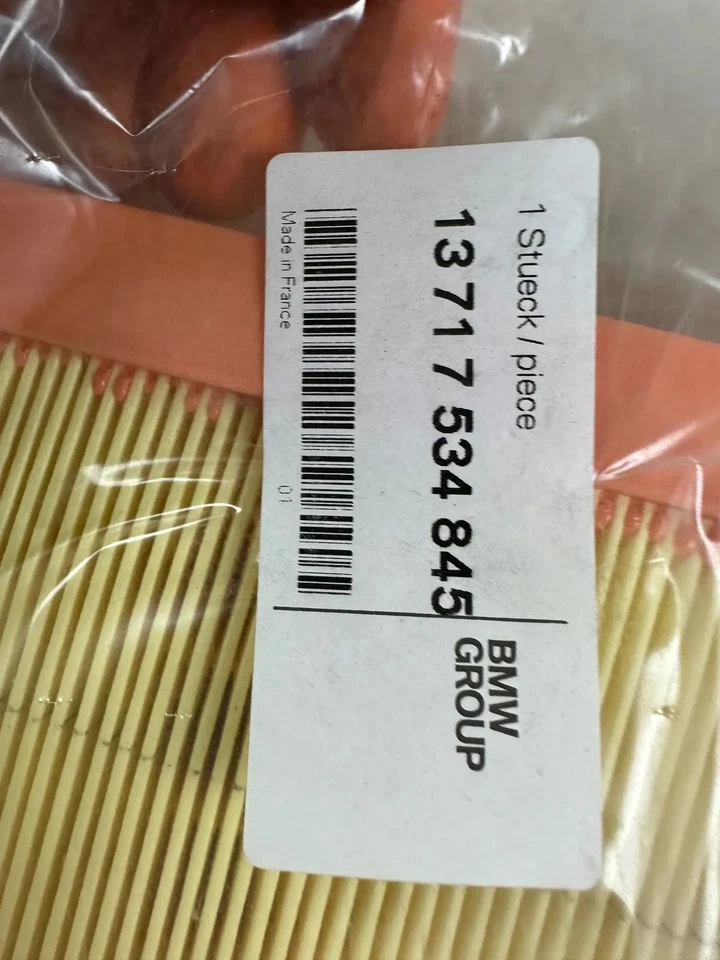 1 Stueck / piece
13 71 7 534 845
Made in France
01
BMW
GROUP